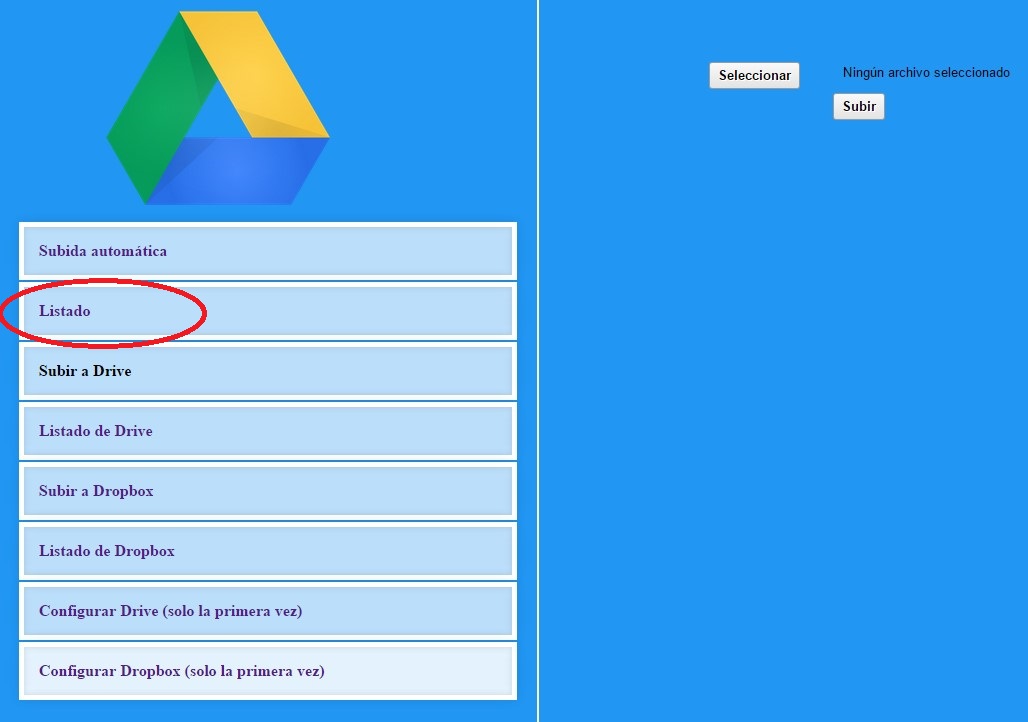 Subida automática
Listado
Subir a Drive
Listado de Drive
Subir a Dropbox
Listado de Dropbox
Configurar Drive (solo la primera vez)
Configurar Dropbox (solo la primera vez)
Seleccionar
Ningún archivo seleccionado
Subir